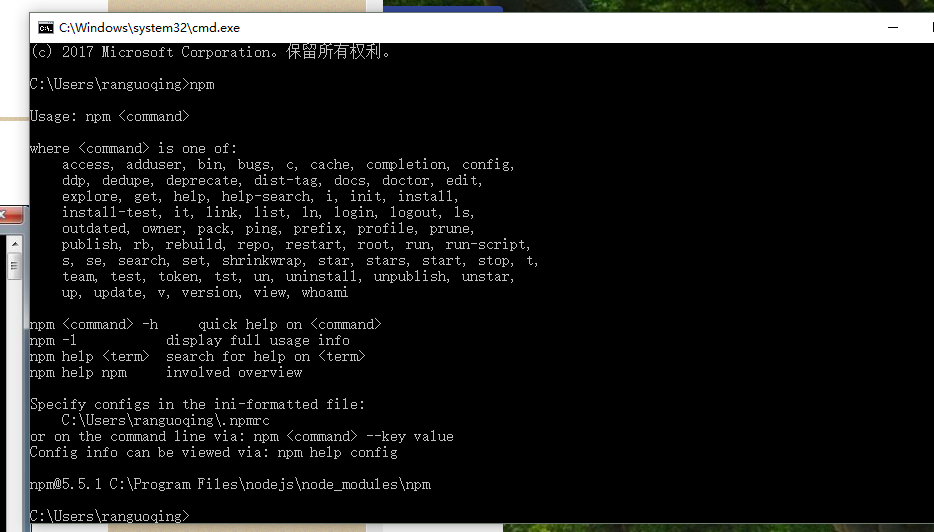 C:\Windows\system32\cmd.exe
(c) 2017 Microsoft Corporation。保留所有权利。
C:\Users\ranguoqing>npm
Usage: npm <command>
where <command> is one of:
    access, adduser, bin, bugs, c, cache, completion, config,
    ddp, dedupe, deprecate, dist-tag, docs, doctor, edit,
    explore, get, help, help-search, i, init, install,
    install-test, it, link, list, ln, login, logout, ls,
    outdated, owner, pack, ping, prefix, profile, prune,
    publish, rb, rebuild, repo, restart, root, run, run-script,
    s, se, search, set, shrinkwrap, star, stars, start, stop, t,
    team, test, token, tst, un, uninstall, unpublish, unstar,
    up, update, v, version, view, whoami
npm <command> -h     quick help on <command>
npm -l           display full usage info
npm help <term>  search for help on <term>
npm help npm     involved overview
Specify configs in the ini-formatted file:
    C:\Users\ranguoqing\.npmrc
or on the command line via: npm <command> --key value
Config info can be viewed via: npm help config
npm@5.5.1 C:\Program Files\nodejs\node_modules\npm
C:\Users\ranguoqing>